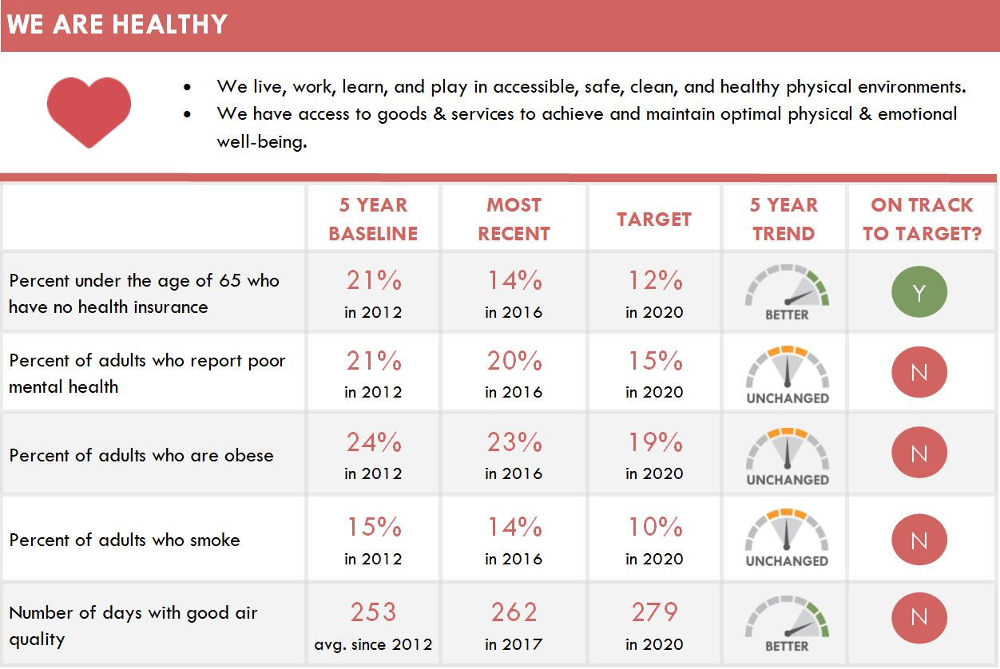 WE ARE HEALTHY
• We live, work, learn, and play in accessible, safe, clean, and healthy physical environments.
• We have access to goods & services to achieve and maintain optimal physical & emotional
well-being.
5 YEAR BASELINE
MOST RECENT
TARGET
5 YEAR TREND
ON TRACK TO TARGET?
Percent under the age of 65 who
have no health insurance
21%
in 2012
14%
in 2016
12%
in 2020
BETTER
Y
Percent of adults who report poor
mental health
21%
in 2012
20%
in 2016
15%
in 2020
UNCHANGED
N
Percent of adults who are obese
24%
in 2012
23%
in 2016
19%
in 2020
UNCHANGED
N
Percent of adults who smoke
15%
in 2012
14%
in 2016
10%
in 2020
UNCHANGED
N
Number of days with good air
quality
253
avg. since 2012
262
in 2017
279
in 2020
BETTER
N